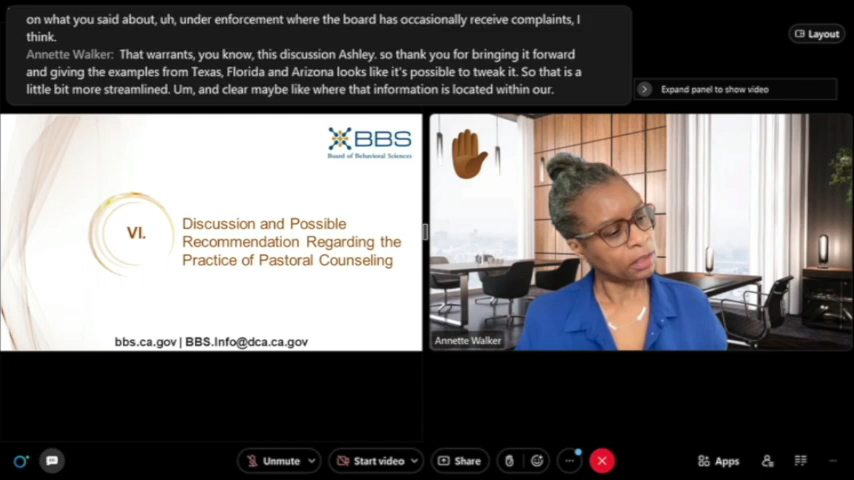 on what you said about, uh, under enforcement where the board has occasionally receive complaints, I
think.
Annette Walker: That warrants, you know, this discussion Ashley. so thank you for bringing it forward
and giving the examples from Texas, Florida and Arizona looks like it's possible to tweak it. So that is a
little bit more streamlined. Um, and clear maybe like where that information is located within our.
Layout
Expand panel to show video
BBS
Board of Behavioral Sciences
VI.
Discussion and Possible
Recommendation Regarding the
Practice of Pastoral Counseling
bbs.ca.gov | BBS.Info@dca.ca.gov
Annette Walker
Unmute
Start video
Share
Apps